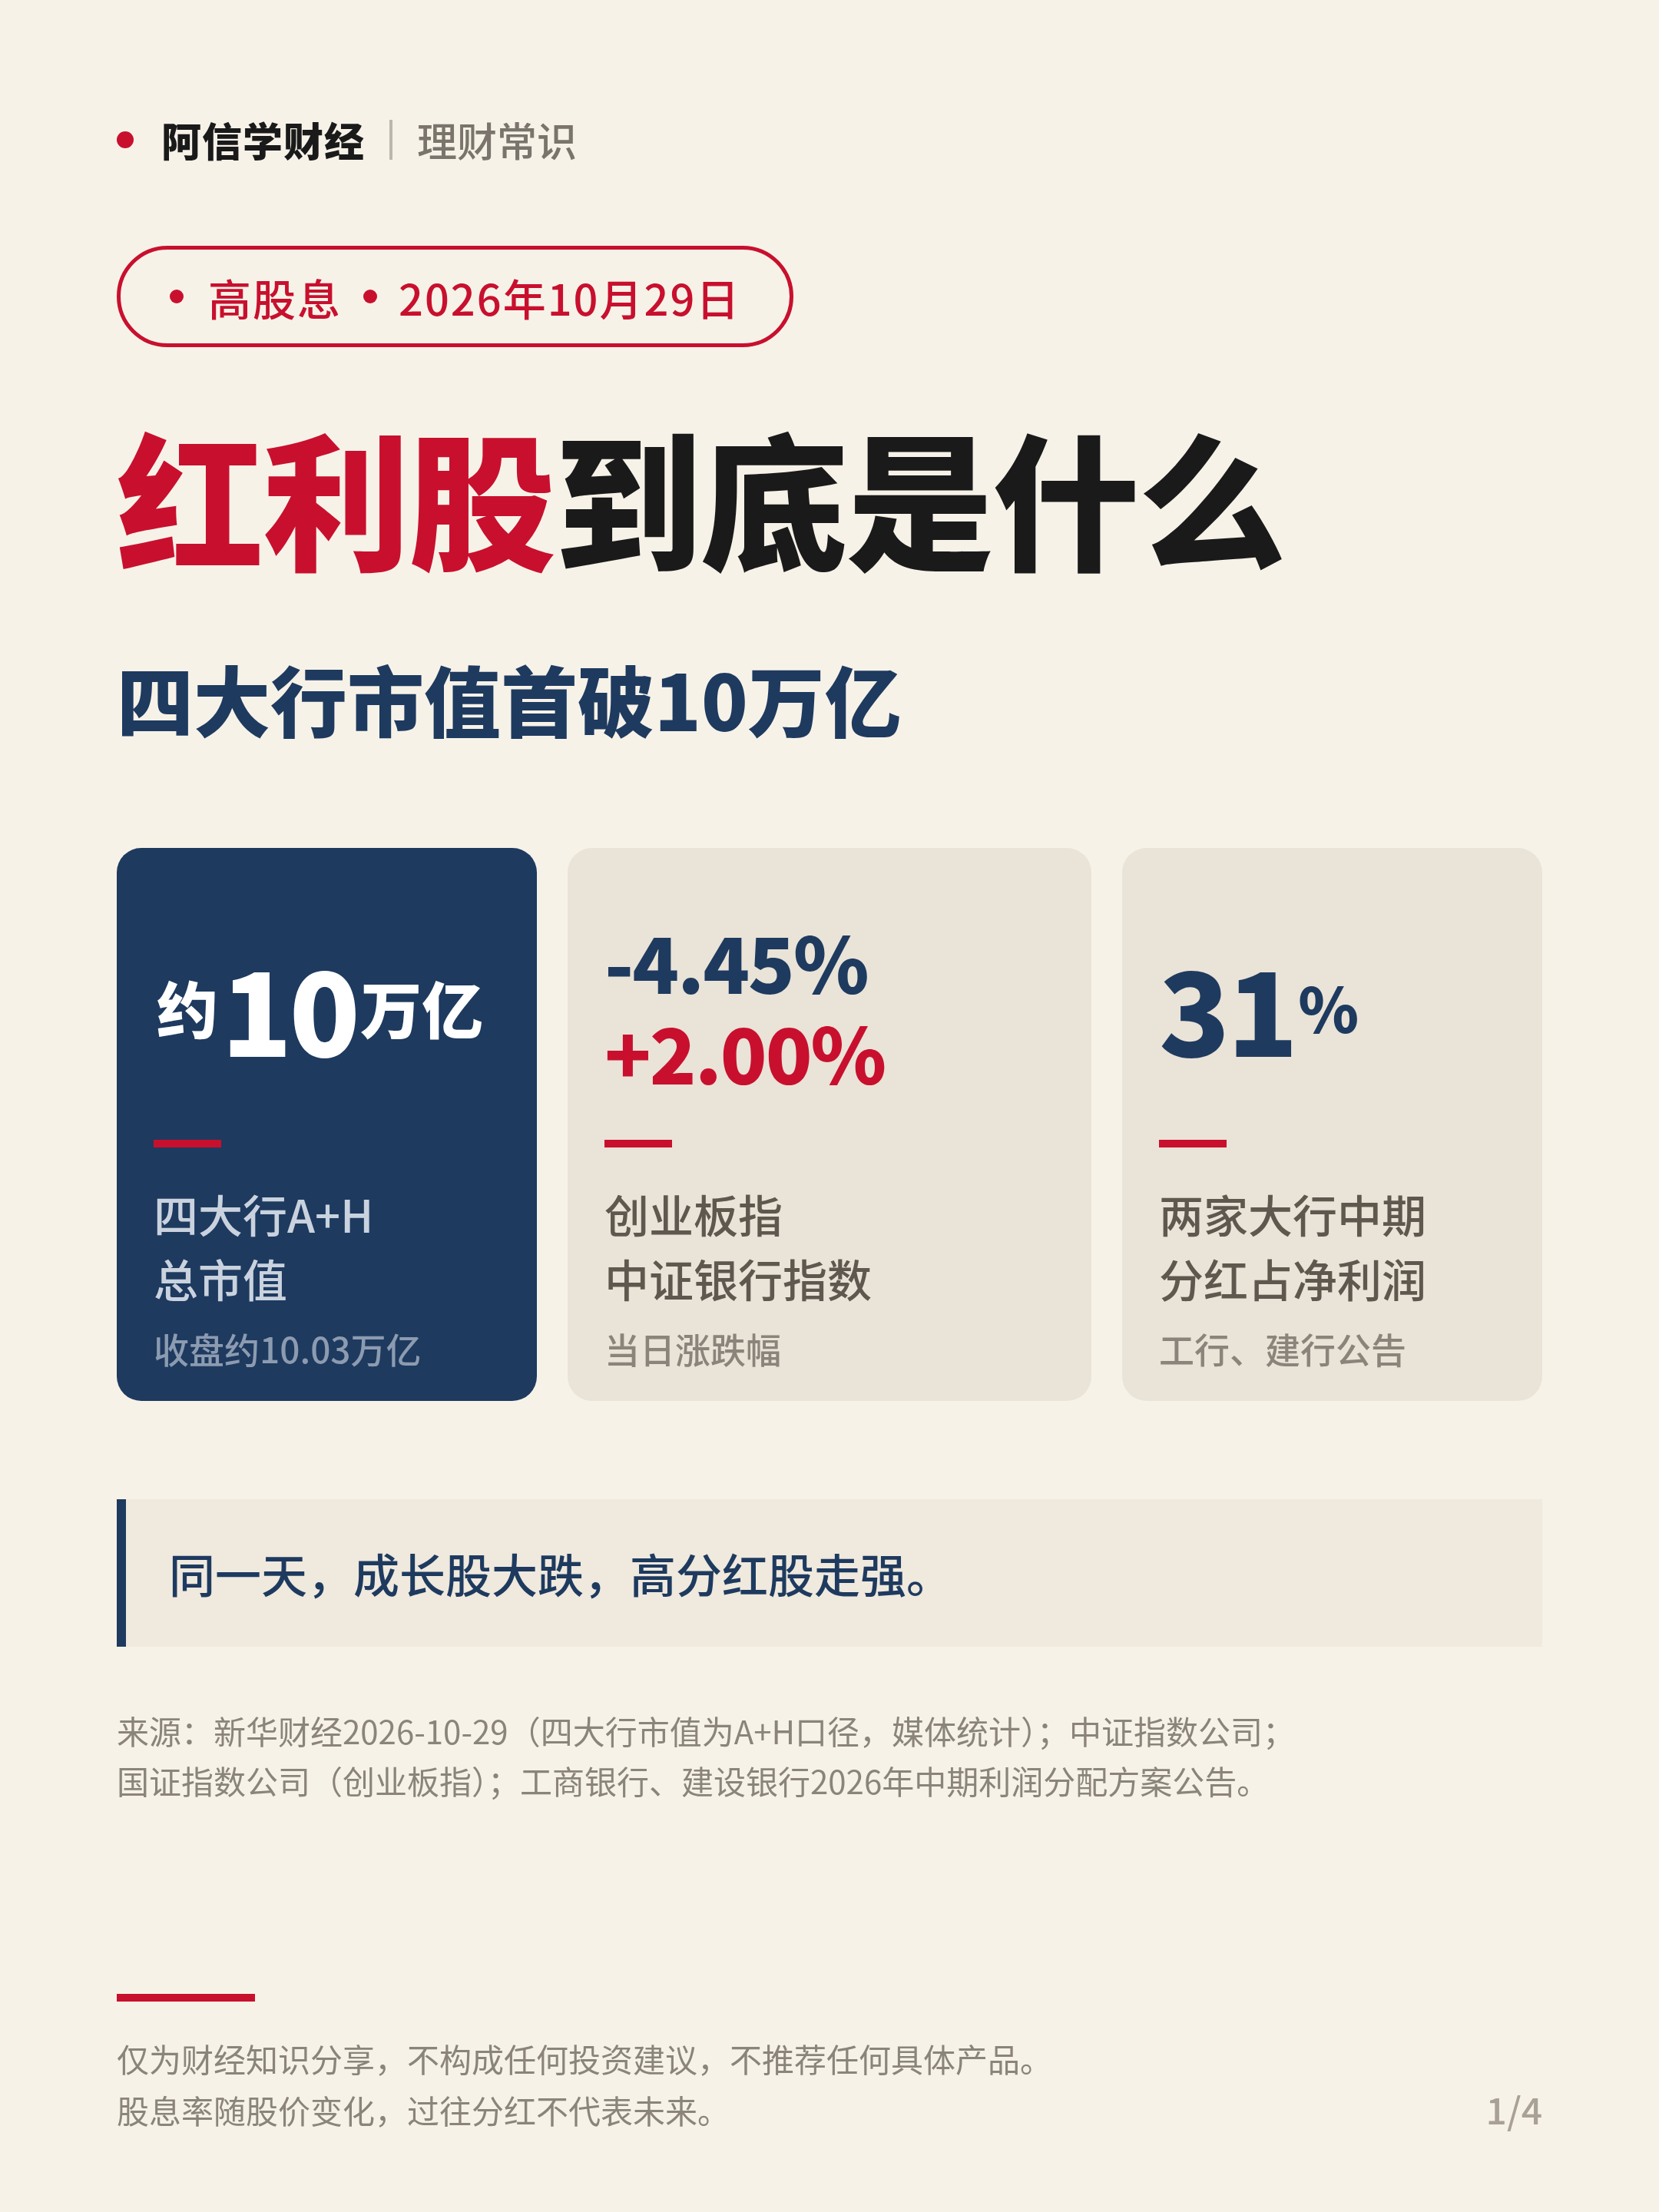 阿信学财经｜理财常识
• 高股息 • 2026年10月29日
红利股到底是什么
四大行市值首破10万亿
约10万亿
四大行A+H
总市值
收盘约10.03万亿
-4.45%
+2.00%
创业板指
中证银行指数
当日涨跌幅
31%
两家大行中期
分红占净利润
工行、建行公告
同一天，成长股大跌，高分红股走强。
来源：新华财经2026-10-29（四大行市值为A+H口径，媒体统计）；中证指数公司；
国证指数公司（创业板指）；工商银行、建设银行2026年中期利润分配方案公告。
仅为财经知识分享，不构成任何投资建议，不推荐任何具体产品。
股息率随股价变化，过往分红不代表未来。
1/4